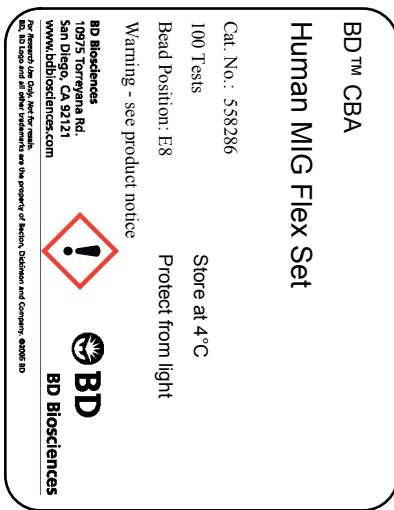 BD™ CBA
Human MIG Flex Set
Cat. No.: 558286
100 Tests
Store at 4°C
Bead Position: E8
Protect from light
Warning - see product notice
BD Biosciences
10975 Torreyana Rd.
San Diego, CA 92121
www.bdbiosciences.com
BD
BD Biosciences
For Research Use Only. Not for resale.
BD, BD Logo and all other trademarks are the property of Becton, Dickinson and Company. ©2005 BD